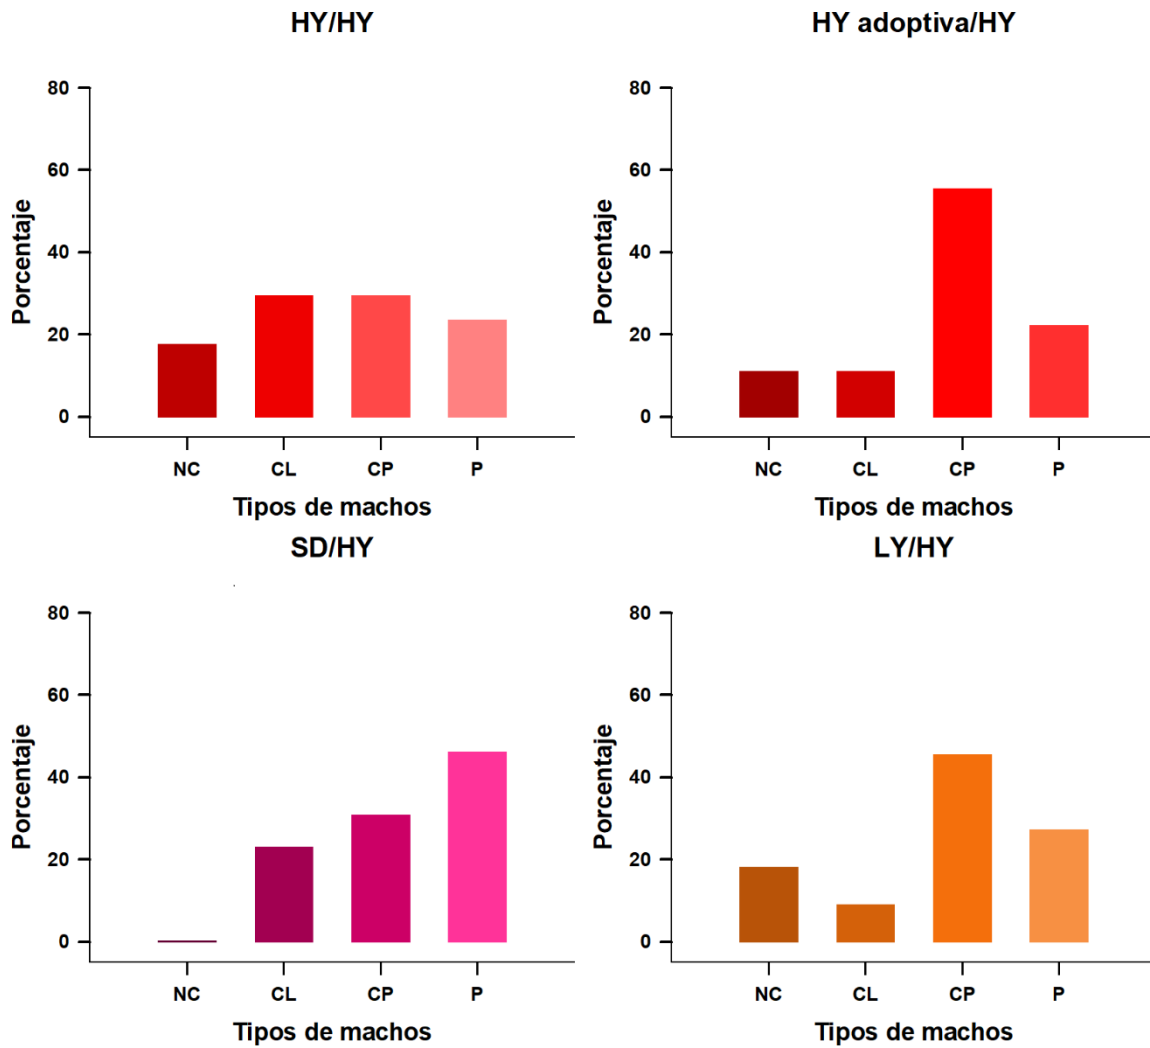 HY/HY
80
60
40
20
0
Porcentaje
NC CL CP P
Tipos de machos
HY adoptiva/HY
80
60
40
20
0
Porcentaje
NC CL CP P
Tipos de machos
SD/HY
80
60
40
20
0
Porcentaje
NC CL CP P
Tipos de machos
LY/HY
80
60
40
20
0
Porcentaje
NC CL CP P
Tipos de machos